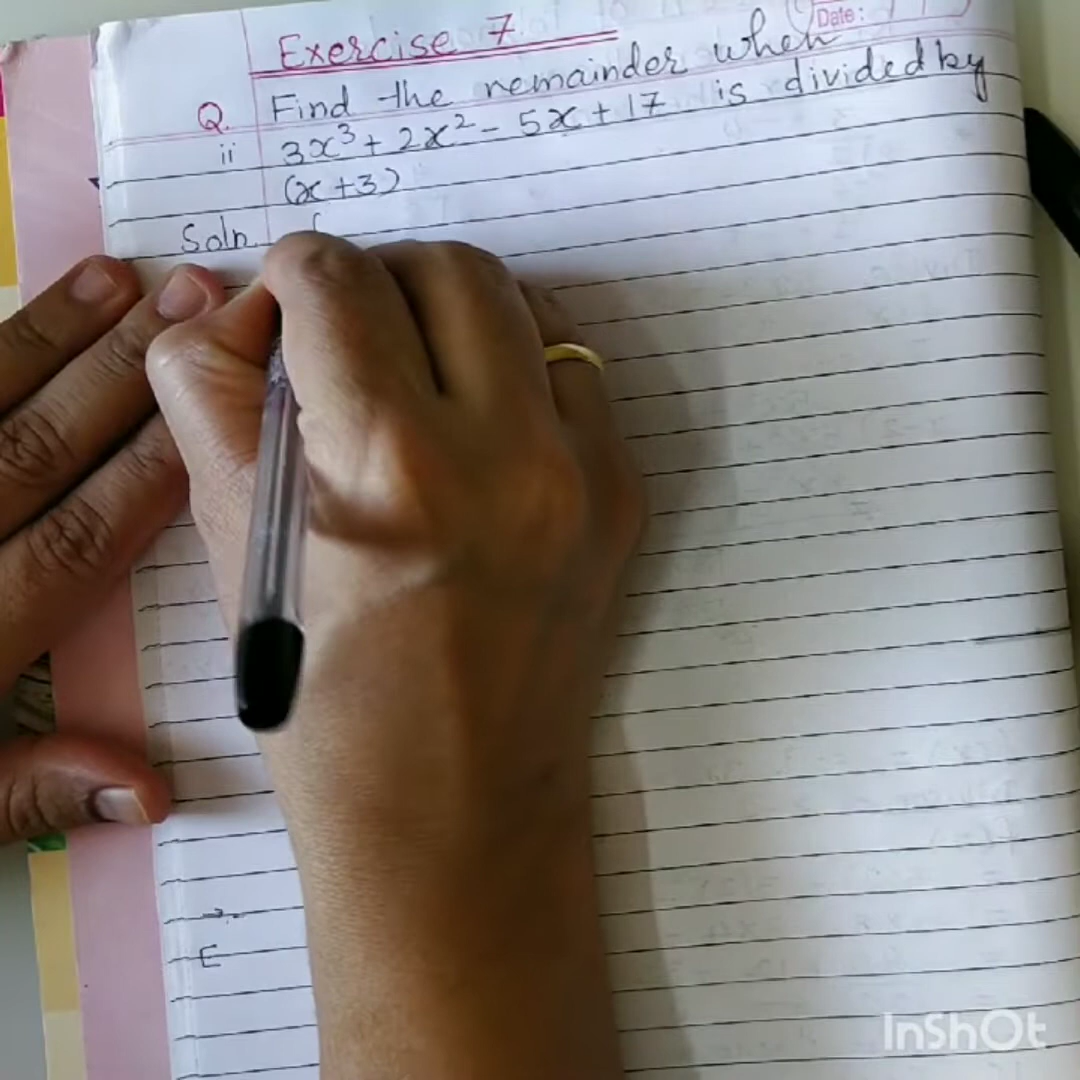 Date:
Exercise 7
Q. Find the remainder when
ii 3x³ + 2x² - 5x + 17 is divided by
(x + 3)
Soln
InShOt